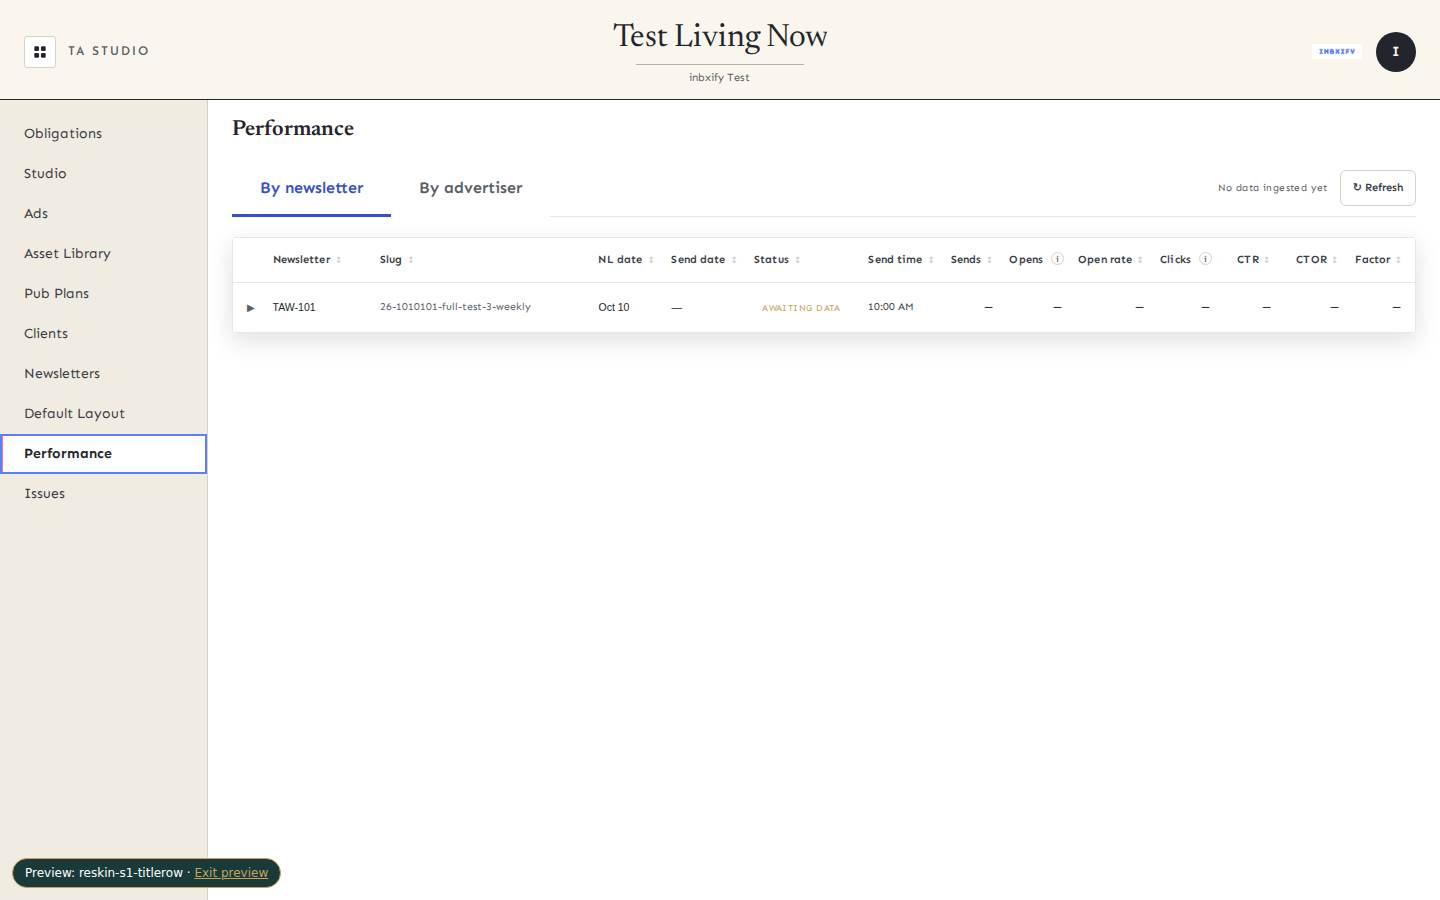 TA STUDIO
Test Living Now
inbxify Test
INBXIFY
I
Obligations
Studio
Ads
Asset Library
Pub Plans
Clients
Newsletters
Default Layout
Performance
Issues
Performance
By newsletter
By advertiser
No data ingested yet
↻ Refresh
Newsletter ↕ Slug ↕ NL date ↕ Send date ↕ Status ↕ Send time ↕ Sends ↕ Opens i Open rate ↕ Clicks i CTR ↕ CTOR ↕ Factor ↕
▶ TAW-101 26-1010101-full-test-3-weekly Oct 10 — AWAITING DATA 10:00 AM — — — — — — —
Preview: reskin-s1-titlerow · Exit preview